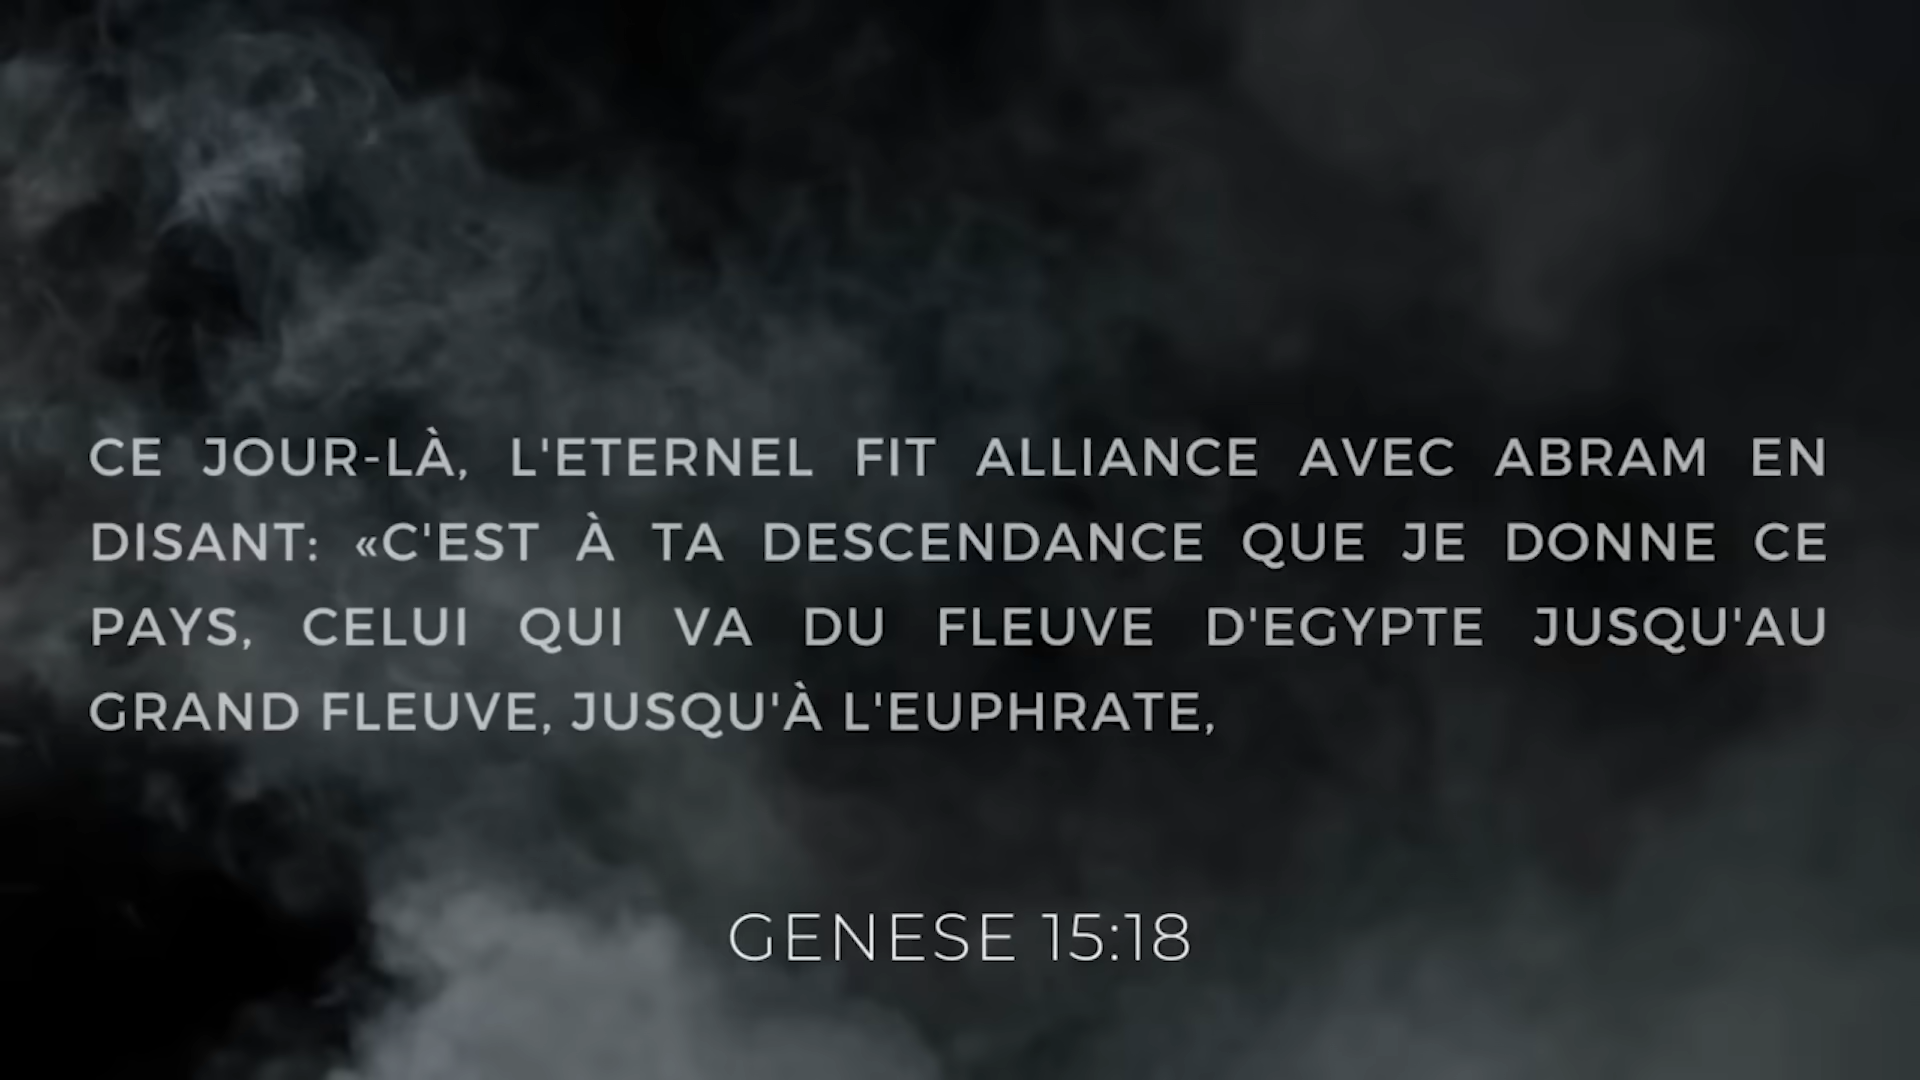 CE JOUR-LÀ, L'ETERNEL FIT ALLIANCE AVEC ABRAM EN
DISANT: «C'EST À TA DESCENDANCE QUE JE DONNE CE
PAYS, CELUI QUI VA DU FLEUVE D'EGYPTE JUSQU'AU
GRAND FLEUVE, JUSQU'À L'EUPHRATE,
GENESE 15:18